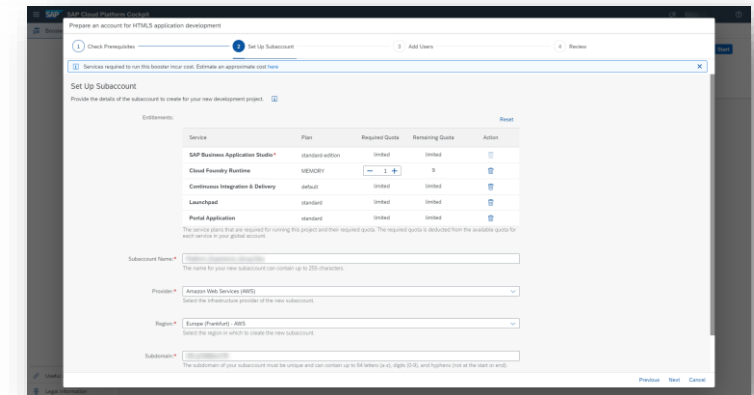 SAP Cloud Platform Cockpit
Prepare an account for HTML5 application development
1 Check Prerequisites
2 Set Up Subaccount
3 Add Users
4 Review
Start
Services required to run this booster incur cost. Estimate an approximate cost here
Set Up Subaccount
Provide the details of the subaccount to create for your new development project.
Entitlements:
Reset
Service Plan Required Quota Remaining Quota Action
SAP Business Application Studio* standard-edition limited limited
Cloud Foundry Runtime MEMORY 1 9
Continuous Integration & Delivery default limited limited
Launchpad standard limited limited
Portal Application standard limited limited
The service plans that are required for running this project and their required quota. The required quota is deducted from the available quota for
each service in your global account.
Subaccount Name:*
The name for your new subaccount can contain up to 255 characters
Provider:* Amazon Web Services (AWS)
Select the infrastructure provider of the new subaccount.
Region:* Europe (Frankfurt) - AWS
Select the region in which to create the new subaccount.
Subdomain:*
The subdomain of your subaccount must be unique and can contain up to 64 letters (a-z), digits (0-9), and hyphens (not at the start or end).
Previous Next Cancel
Legal Information